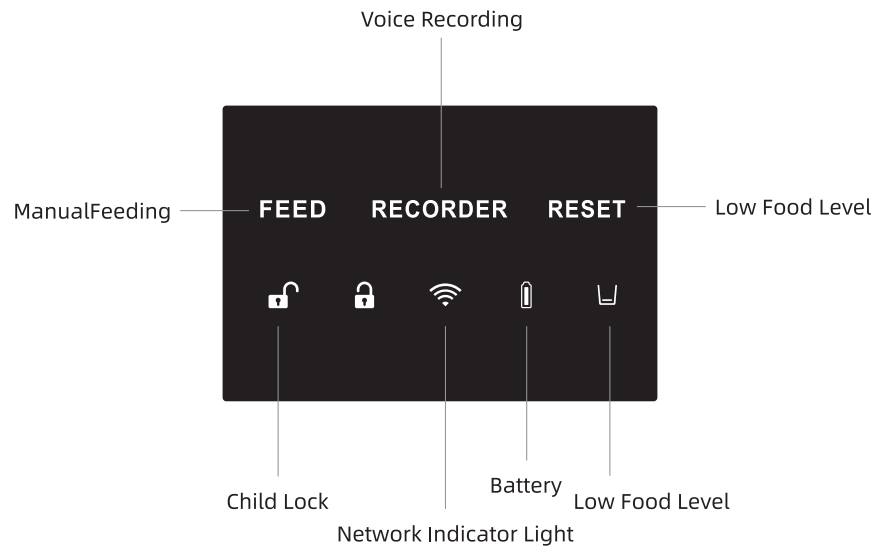 Voice Recording
ManualFeeding
FEED
RECORDER
RESET
Low Food Level
Child Lock
Battery
Low Food Level
Network Indicator Light